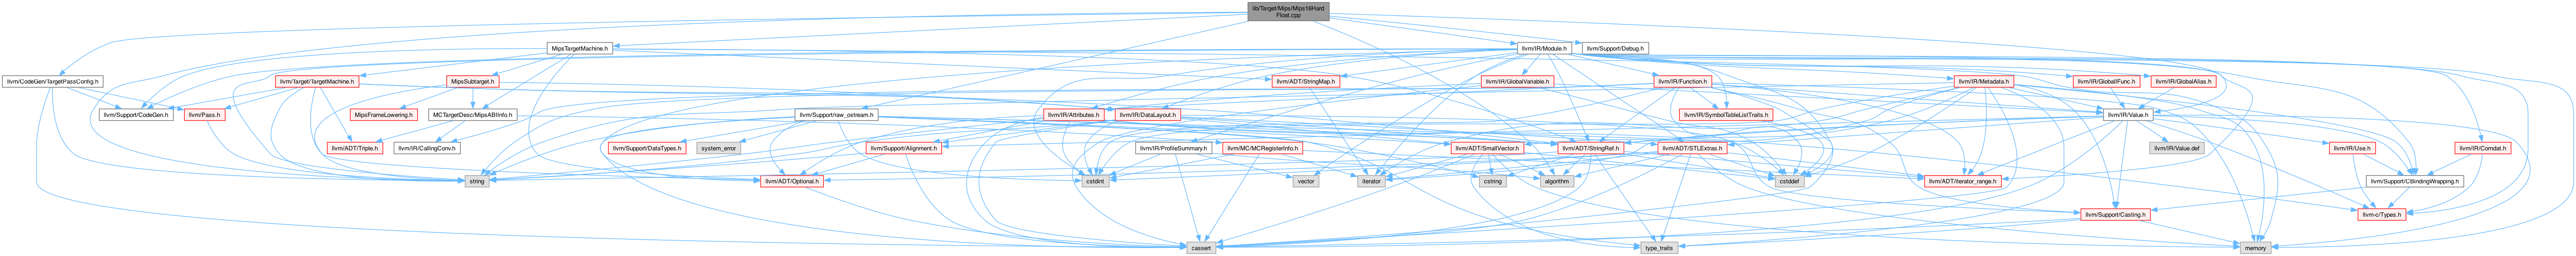 lib/Target/Mips/Mips16Hard
Float.cpp
MipsTargetMachine.h
llvm/IR/Module.h
llvm/Support/Debug.h
llvm/CodeGen/TargetPassConfig.h
llvm/Target/TargetMachine.h
MipsSubtarget.h
llvm/ADT/StringMap.h
llvm/IR/GlobalVariable.h
llvm/IR/Function.h
llvm/IR/Metadata.h
llvm/IR/GlobalIFunc.h
llvm/IR/GlobalAlias.h
llvm/Support/CodeGen.h
llvm/Pass.h
MipsFrameLowering.h
MCTargetDesc/MipsABIInfo.h
llvm/Support/raw_ostream.h
llvm/IR/Attributes.h
llvm/IR/DataLayout.h
llvm/IR/SymbolTableListTraits.h
llvm/IR/Value.h
llvm/ADT/Triple.h
llvm/IR/CallingConv.h
llvm/Support/DataTypes.h
system_error
llvm/Support/Alignment.h
llvm/IR/ProfileSummary.h
llvm/MC/MCRegisterInfo.h
llvm/ADT/SmallVector.h
llvm/ADT/StringRef.h
llvm/ADT/STLExtras.h
llvm/IR/Value.def
llvm/IR/Use.h
llvm/IR/Comdat.h
string
llvm/ADT/Optional.h
cstdint
vector
iterator
cstring
algorithm
cstddef
llvm/ADT/iterator_range.h
llvm/Support/CBindingWrapping.h
llvm/Support/Casting.h
llvm-c/Types.h
cassert
type_traits
memory